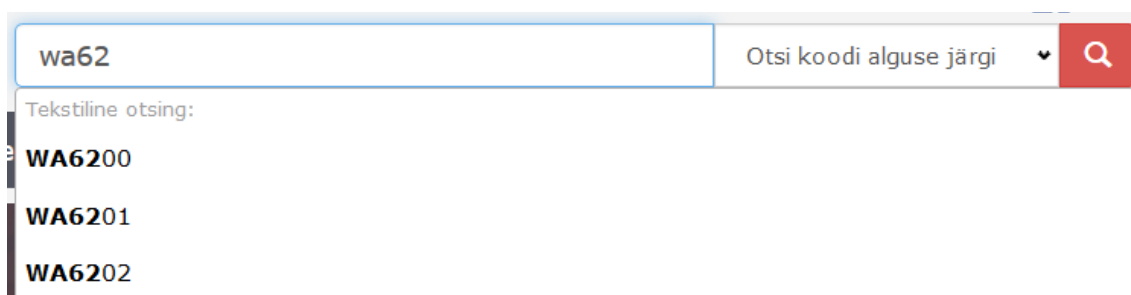 wa62 Otsi koodi alguse järgi
Tekstiline otsing:
WA6200
WA6201
WA6202